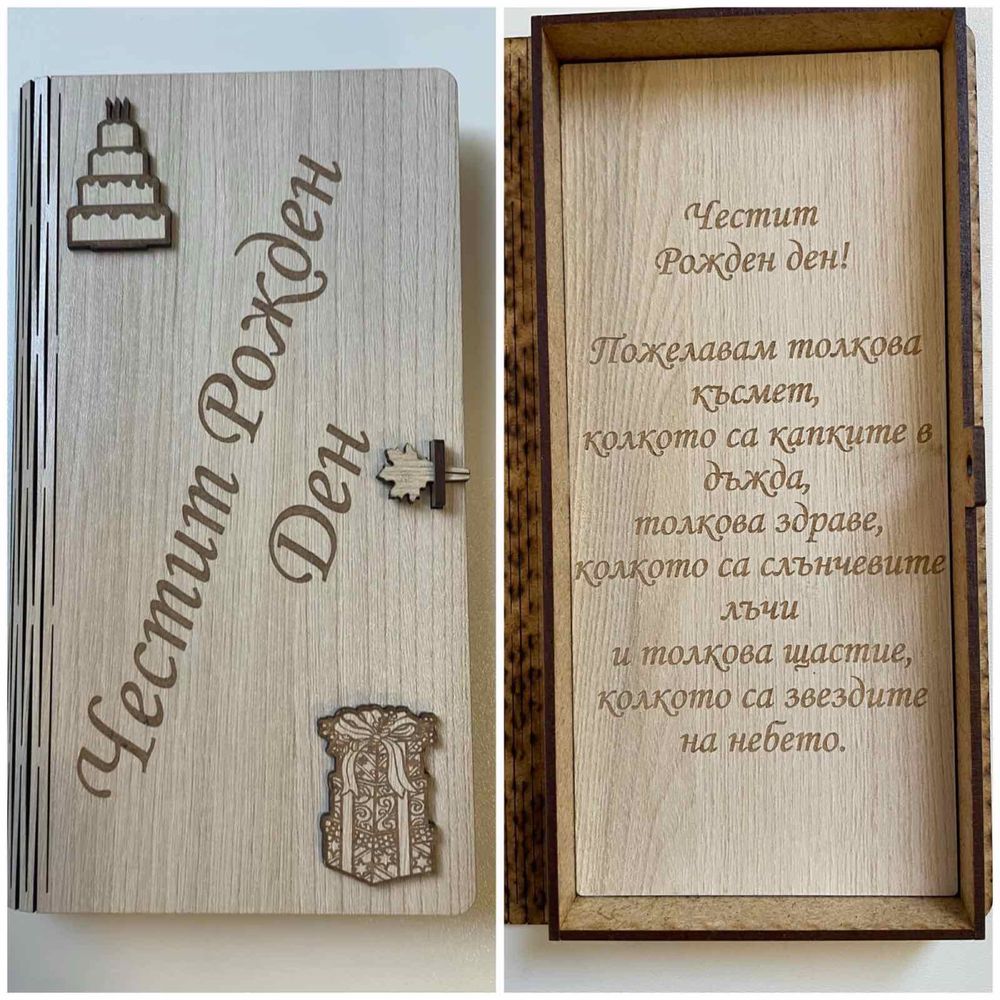 Честит Рожден
Ден
Честит
Рожден ден!
Пожелавам толкова
късмет,
колкото са капките в
дъжда,
толкова здраве,
колкото са слънчевите
лъчи
и толкова щастие,
колкото са звездите
на небето.